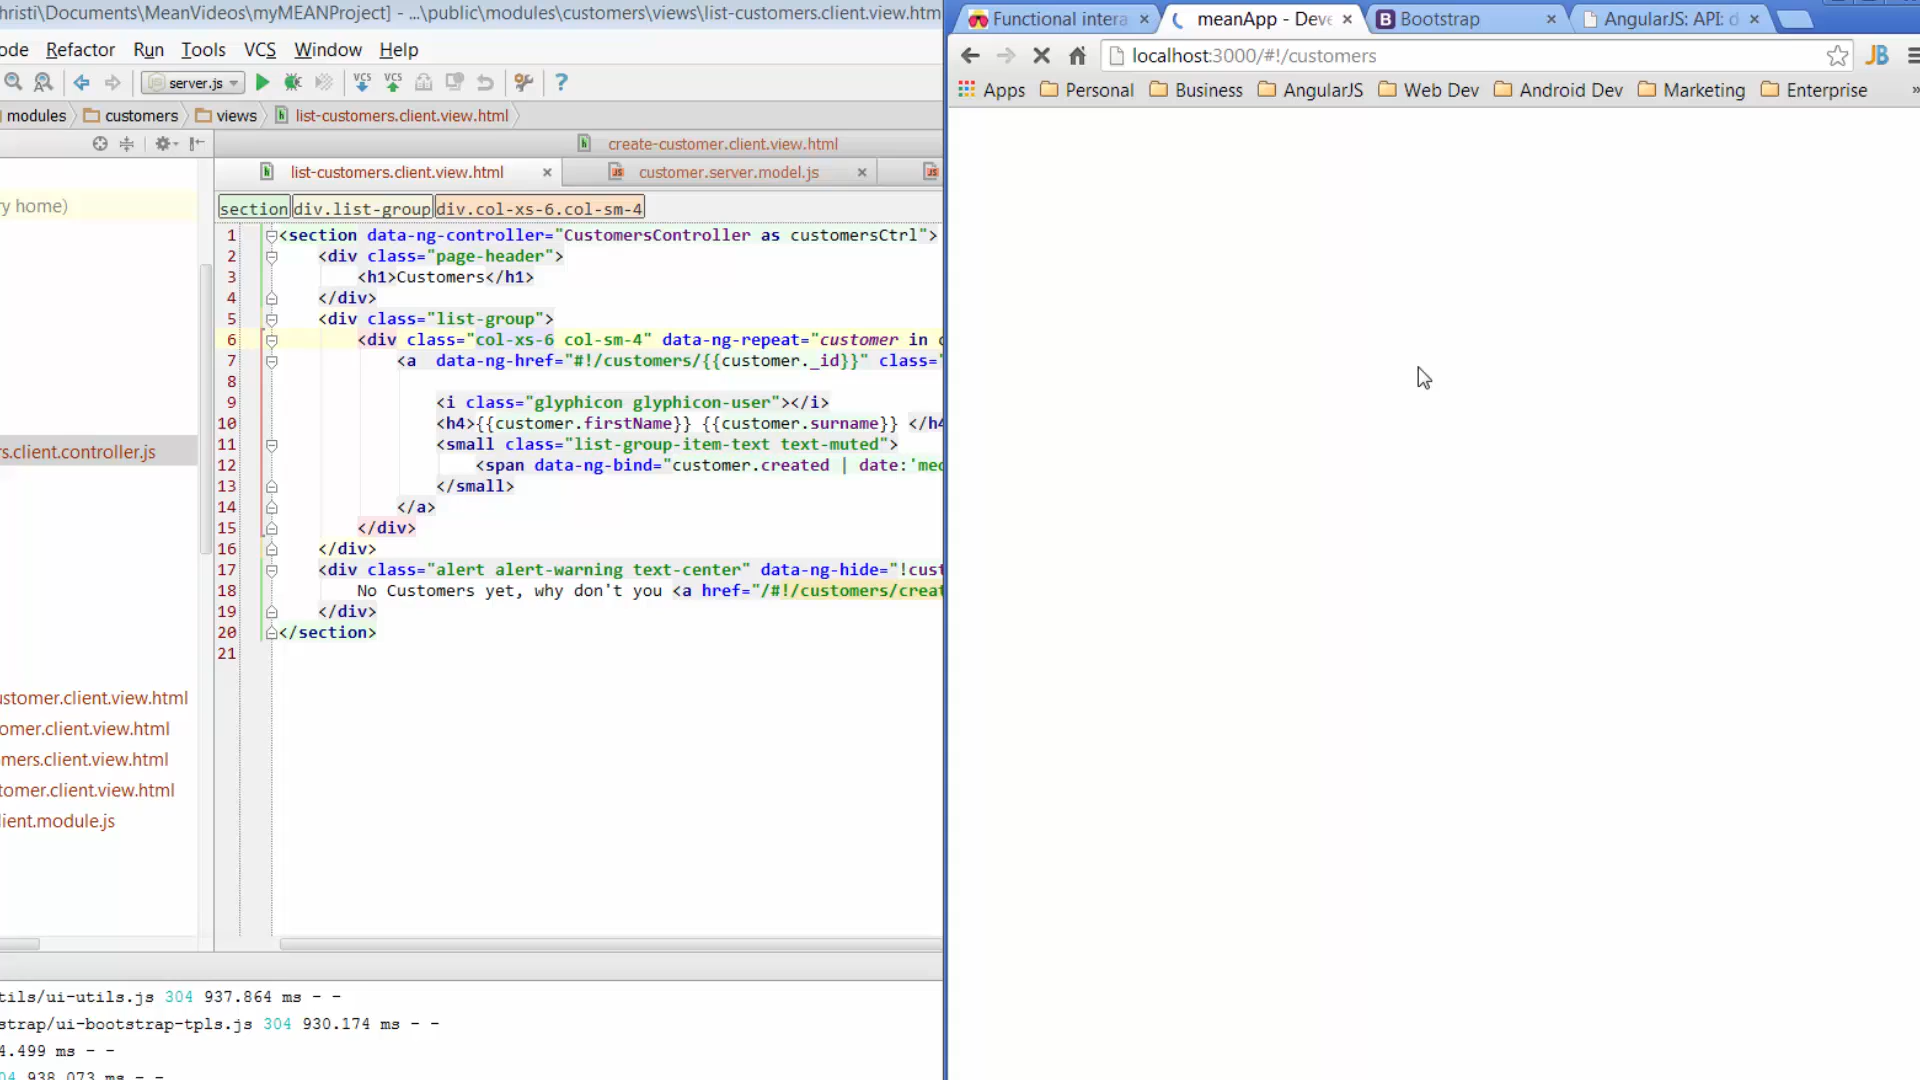 christi\Documents\MeanVideos\myMEANProject] - ...\public\modules\customers\views\list-customers.client.view.htm
ode Refactor Run Tools VCS Window Help
server.js
VCS VCS
modules customers views list-customers.client.view.html
create-customer.client.view.html
list-customers.client.view.html customer.server.model.js
ry home)
section div.list-group div.col-xs-6.col-sm-4
1 <section data-ng-controller="CustomersController as customersCtrl">
2 <div class="page-header">
3 <h1>Customers</h1>
4 </div>
5 <div class="list-group">
6 <div class="col-xs-6 col-sm-4" data-ng-repeat="customer in c
7 <a data-ng-href="#!/customers/{{customer._id}}" class="
8
9 <i class="glyphicon glyphicon-user"></i>
10 <h4>{{customer.firstName}} {{customer.surname}} </h4
11 <small class="list-group-item-text text-muted">
12 <span data-ng-bind="customer.created | date:'med
13 </small>
14 </a>
15 </div>
16 </div>
17 <div class="alert alert-warning text-center" data-ng-hide="!cust
18 No Customers yet, why don't you <a href="/#!/customers/creat
19 </div>
20 </section>
21
rs.client.controller.js
ustomer.client.view.html
omer.client.view.html
mers.client.view.html
tomer.client.view.html
lient.module.js
tils/ui-utils.js 304 937.864 ms - -
strap/ui-bootstrap-tpls.js 304 930.174 ms - -
4.499 ms - -
04 938.073 ms - -
Functional intera meanApp - Deve Bootstrap AngularJS: API: d
localhost:3000/#!/customers
JB
Apps Personal Business AngularJS Web Dev Android Dev Marketing Enterprise »